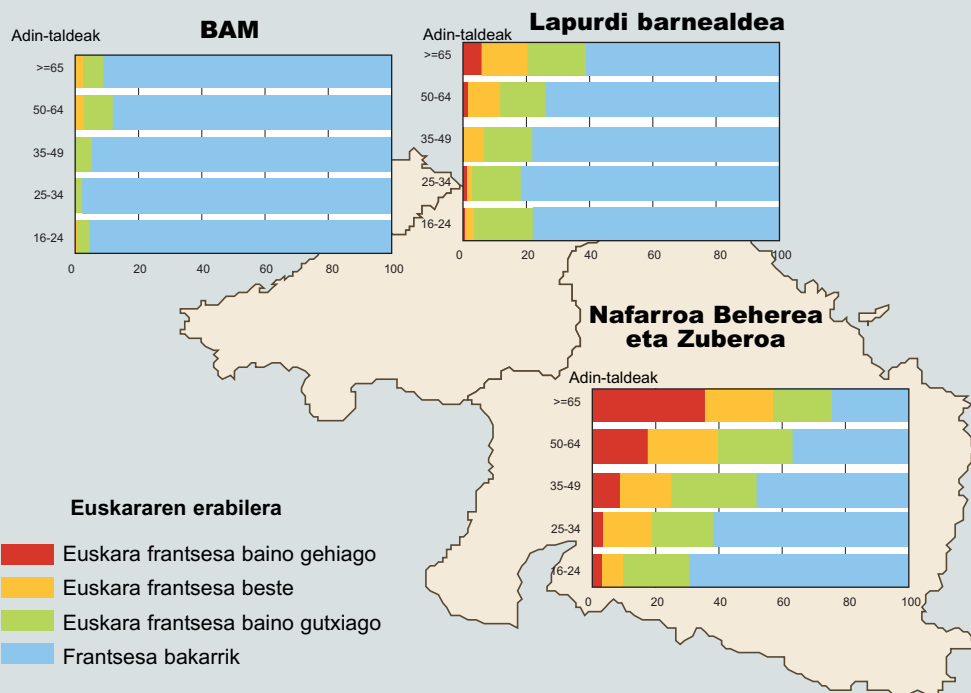 BAM
Adin-taldeak
>=65
50-64
35-49
25-34
16-24
0 20 40 60 80 100
Lapurdi barnealdea
Adin-taldeak
>=65
50-64
35-49
25-34
16-24
0 20 40 60 80 100
Nafarroa Beherea
eta Zuberoa
Adin-taldeak
>=65
50-64
35-49
25-34
16-24
0 20 40 60 80 100
Euskararen erabilera
Euskara frantsesa baino gehiago
Euskara frantsesa beste
Euskara frantsesa baino gutxiago
Frantsesa bakarrik